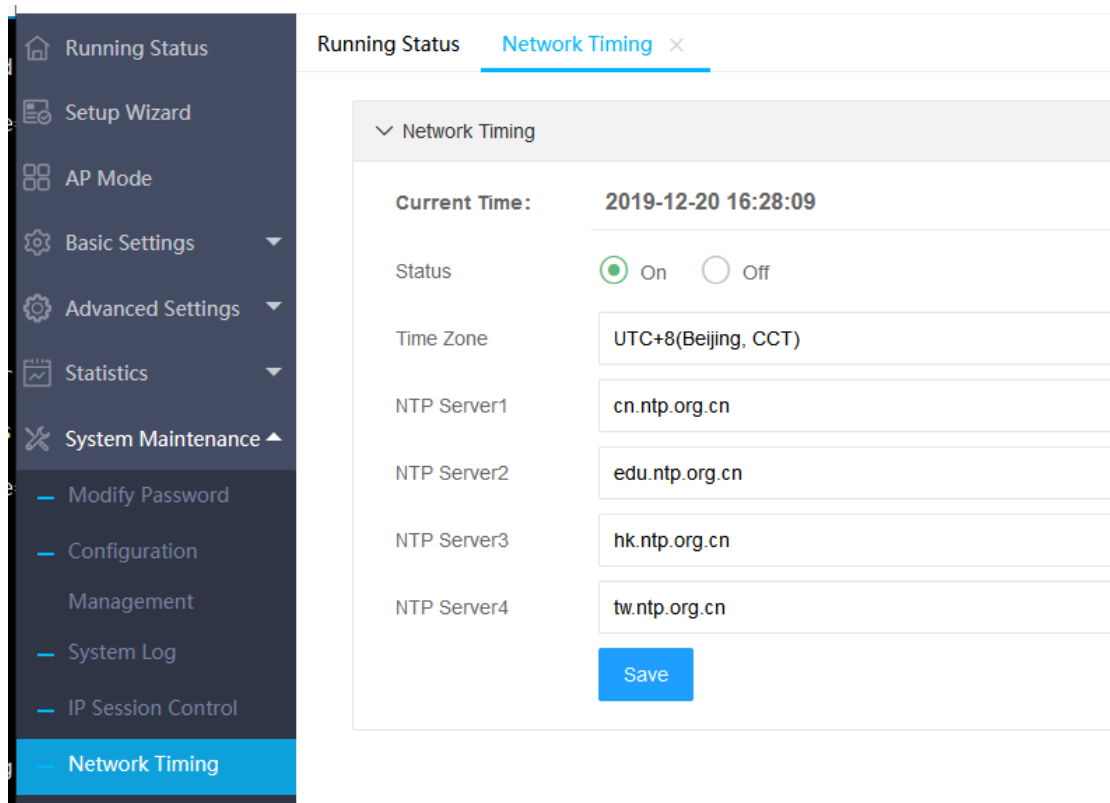 Running Status
Setup Wizard
AP Mode
Basic Settings
Advanced Settings
Statistics
System Maintenance
Modify Password
Configuration
Management
System Log
IP Session Control
Network Timing
Running Status Network Timing
Network Timing
Current Time: 2019-12-20 16:28:09
Status On Off
Time Zone UTC+8(Beijing, CCT)
NTP Server1 cn.ntp.org.cn
NTP Server2 edu.ntp.org.cn
NTP Server3 hk.ntp.org.cn
NTP Server4 tw.ntp.org.cn
Save